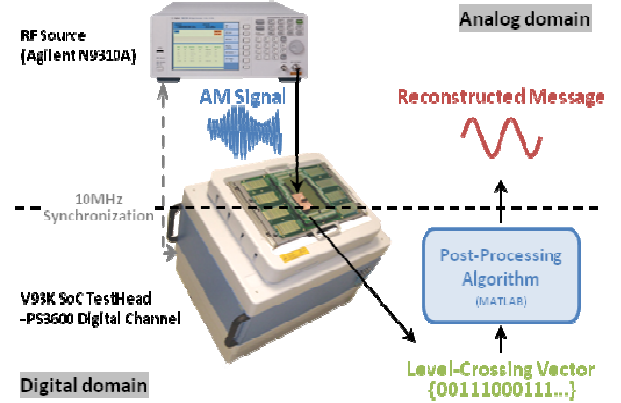 Analog domain
RF Source
(Agilent N9310A)
AM Signal
Reconstructed Message
10MHz
Synchronization
Post-Processing
Algorithm
(MATLAB)
V93K SoC TestHead
-PS3600 Digital Channel
Level-Crossing Vector
{00111000111...}
Digital domain